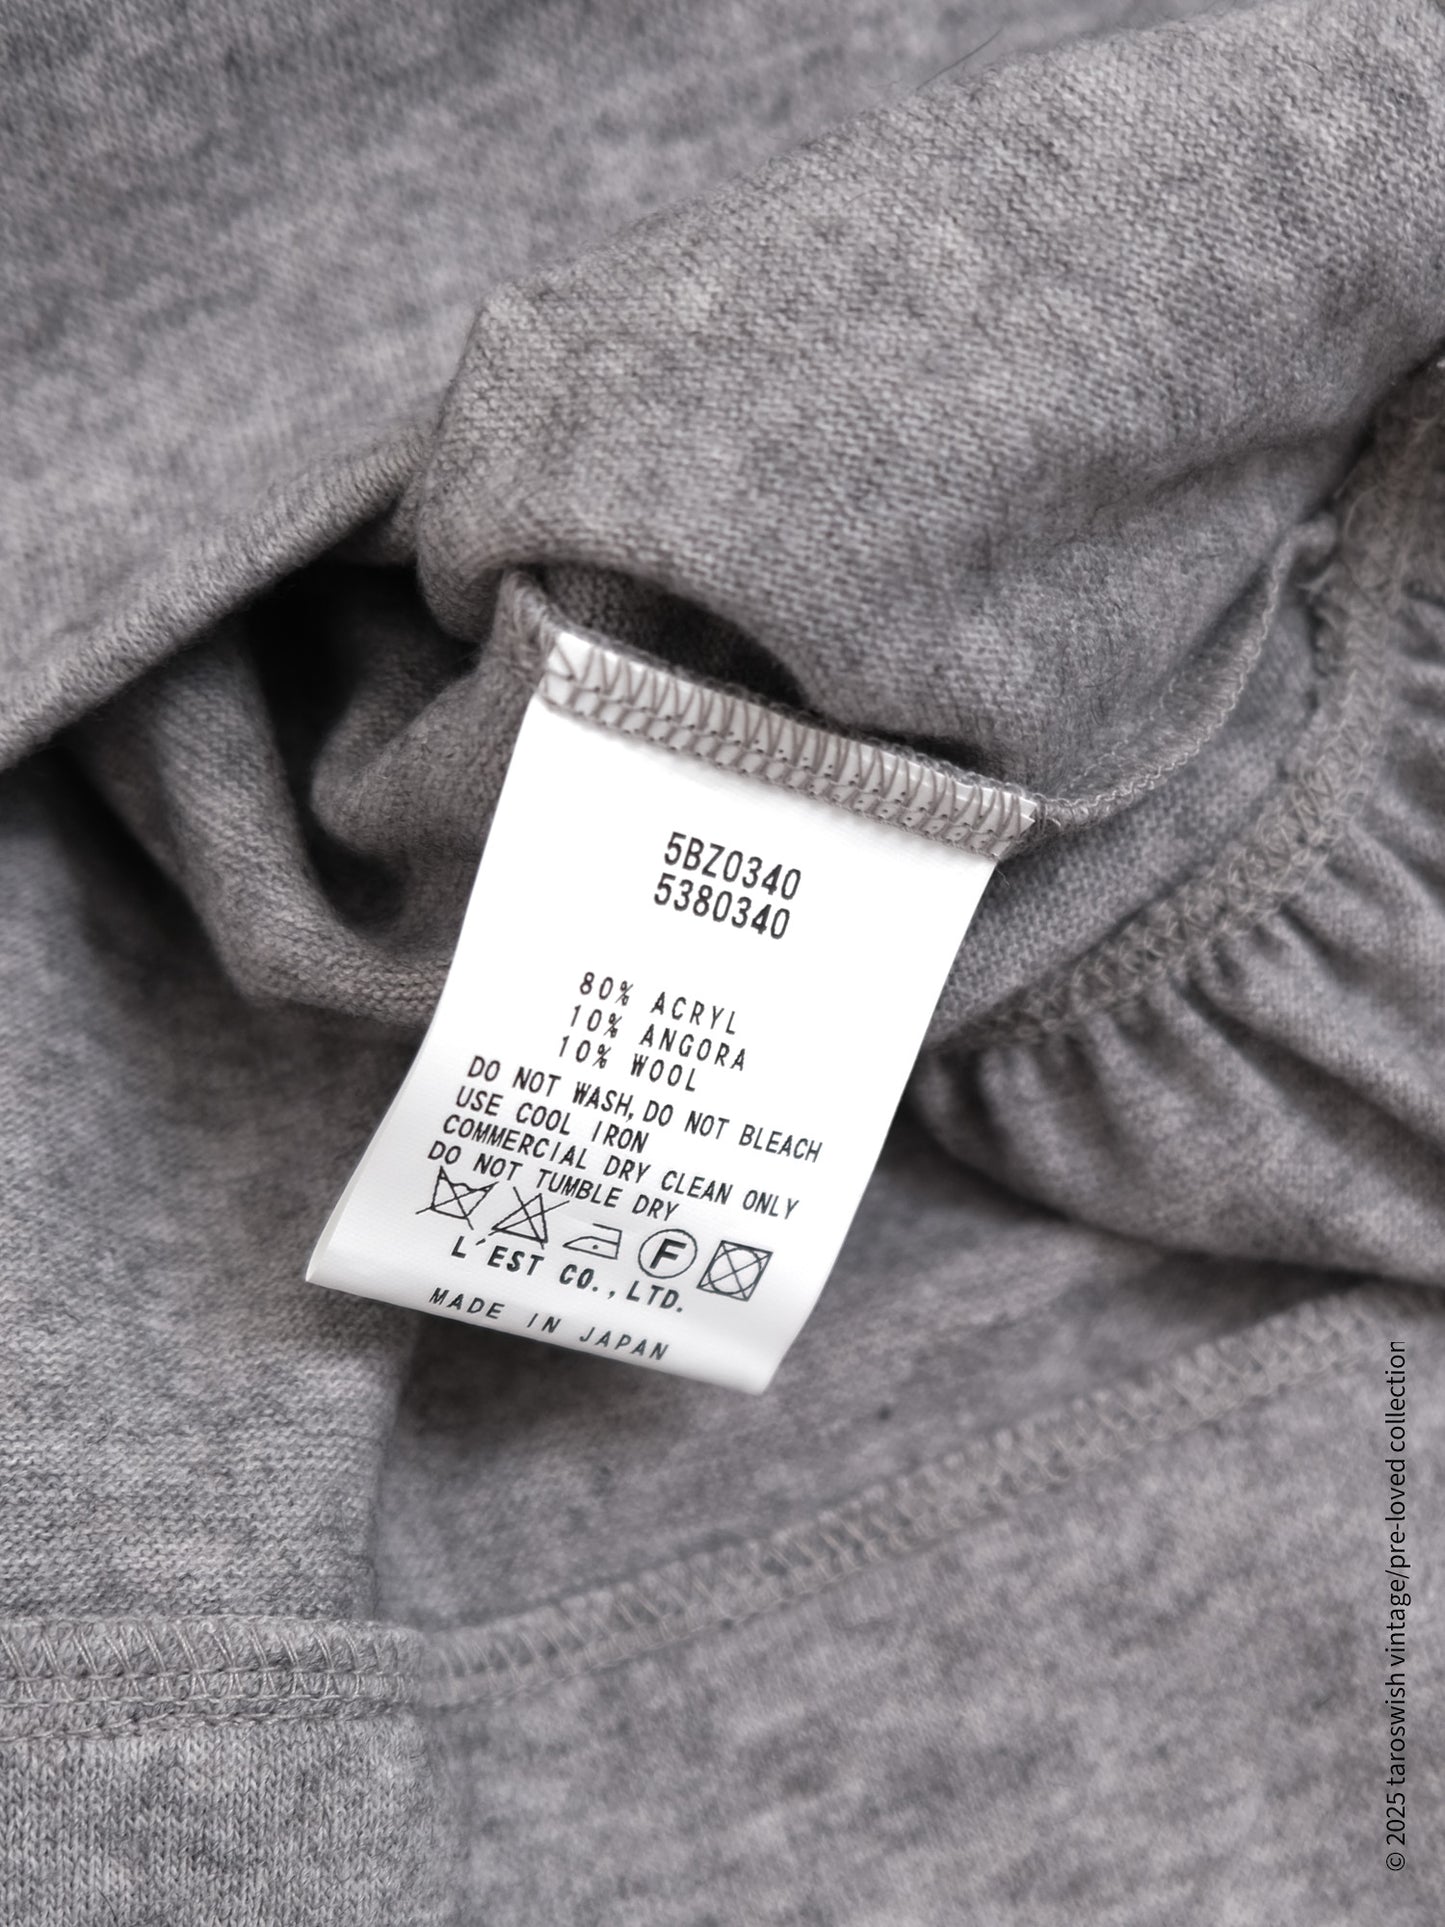 5BZ0340
5380340
80% ACRYL
10% ANGORA
10% WOOL
DO NOT WASH, DO NOT BLEACH
USE COOL IRON
COMMERCIAL DRY CLEAN ONLY
DO NOT TUMBLE DRY
F
L'EST CO.,LTD.
MADE IN JAPAN
© 2025 taroswish vintage/pre-loved collection